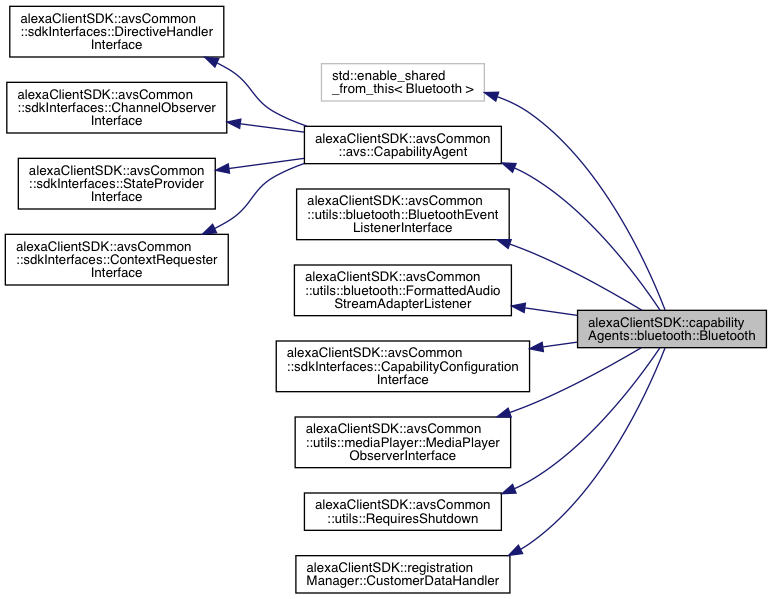 alexaClientSDK::avsCommon
::sdkInterfaces::DirectiveHandler
Interface
alexaClientSDK::avsCommon
::sdkInterfaces::ChannelObserver
Interface
alexaClientSDK::avsCommon
::sdkInterfaces::StateProvider
Interface
alexaClientSDK::avsCommon
::sdkInterfaces::ContextRequester
Interface
std::enable_shared
_from_this< Bluetooth >
alexaClientSDK::avsCommon
::avs::CapabilityAgent
alexaClientSDK::avsCommon
::utils::bluetooth::BluetoothEvent
ListenerInterface
alexaClientSDK::avsCommon
::utils::bluetooth::FormattedAudio
StreamAdapterListener
alexaClientSDK::avsCommon
::sdkInterfaces::CapabilityConfiguration
Interface
alexaClientSDK::avsCommon
::utils::mediaPlayer::MediaPlayer
ObserverInterface
alexaClientSDK::avsCommon
::utils::RequiresShutdown
alexaClientSDK::registration
Manager::CustomerDataHandler
alexaClientSDK::capability
Agents::bluetooth::Bluetooth